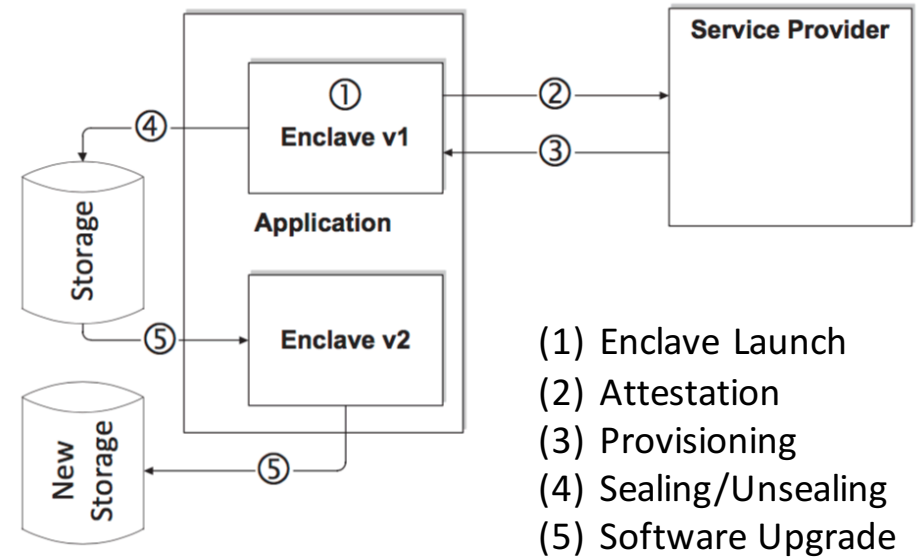 Service Provider
①
②
Enclave v1
④
③
Application
Storage
Enclave v2
⑤
New
Storage
⑤
(1) Enclave Launch
(2) Attestation
(3) Provisioning
(4) Sealing/Unsealing
(5) Software Upgrade